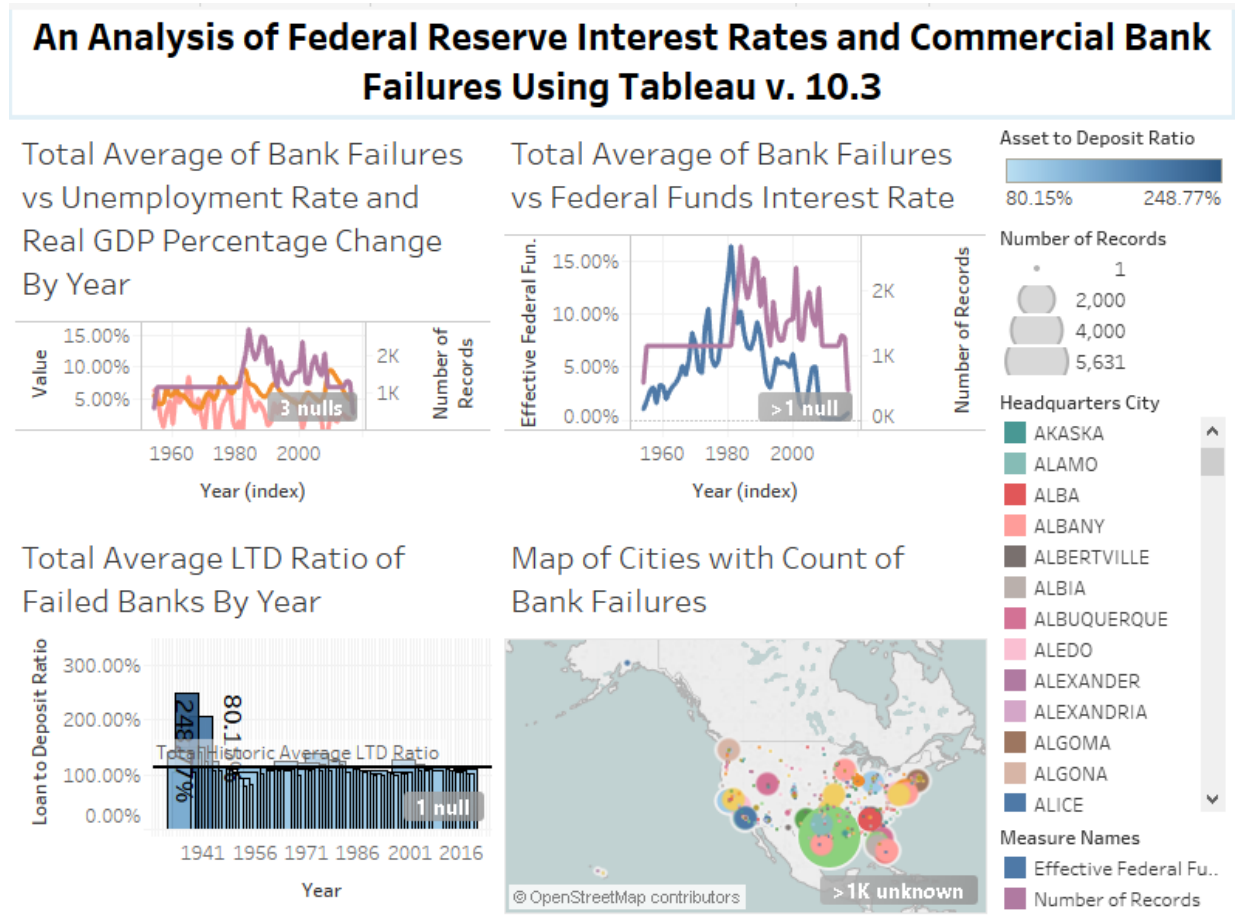 An Analysis of Federal Reserve Interest Rates and Commercial Bank
Failures Using Tableau v. 10.3
Total Average of Bank Failures
vs Unemployment Rate and
Real GDP Percentage Change
By Year
Value
15.00%
10.00%
5.00%
2K
1K
Number of
Records
3 nulls
1960 1980 2000
Year (index)
Total Average of Bank Failures
vs Federal Funds Interest Rate
Effective Federal Fun.
15.00%
10.00%
5.00%
0.00%
2K
1K
0K
Number of Records
>1 null
1960 1980 2000
Year (index)
Asset to Deposit Ratio
80.15% 248.77%
Number of Records
1
2,000
4,000
5,631
Headquarters City
AKASKA
ALAMO
ALBA
ALBANY
ALBERTVILLE
ALBIA
ALBUQUERQUE
ALEDO
ALEXANDER
ALEXANDRIA
ALGOMA
ALGONA
ALICE
Measure Names
Effective Federal Fu..
Number of Records
Total Average LTD Ratio of
Failed Banks By Year
Loan to Deposit Ratio
300.00%
200.00%
100.00%
0.00%
Total Historic Average LTD Ratio
1 null
1941 1956 1971 1986 2001 2016
Year
Map of Cities with Count of
Bank Failures
© OpenStreetMap contributors
>1K unknown